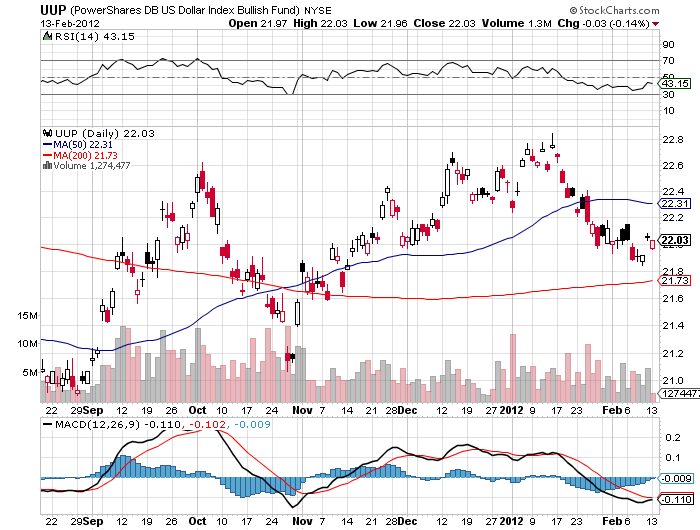 UUP (PowerShares DB US Dollar Index Bullish Fund) NYSE © StockCharts.com
13-Feb-2012 Open 21.97 High 22.03 Low 21.96 Close 22.03 Volume 1.3M Chg -0.03 (-0.14%)
RSI(14) 43.15
90
70
50
43.15
30
10
UUP (Daily) 22.03
MA(50) 22.31
MA(200) 21.73
Volume 1,274,477
22.8
22.6
22.4
22.31
22.2
22.03
22.0
21.8
21.73
21.6
15M
21.4
10M
21.2
5M
21.0
1274477
22 29 Sep 12 19 26 Oct 10 17 24 Nov 7 14 21 28 Dec 12 19 27 2012 9 17 23 Feb 6 13
MACD(12,26,9) -0.110, -0.102, -0.009
0.2
0.1
-0.009
-0.110
22 29 Sep 12 19 26 Oct 10 17 24 Nov 7 14 21 28 Dec 12 19 27 2012 9 17 23 Feb 6 13